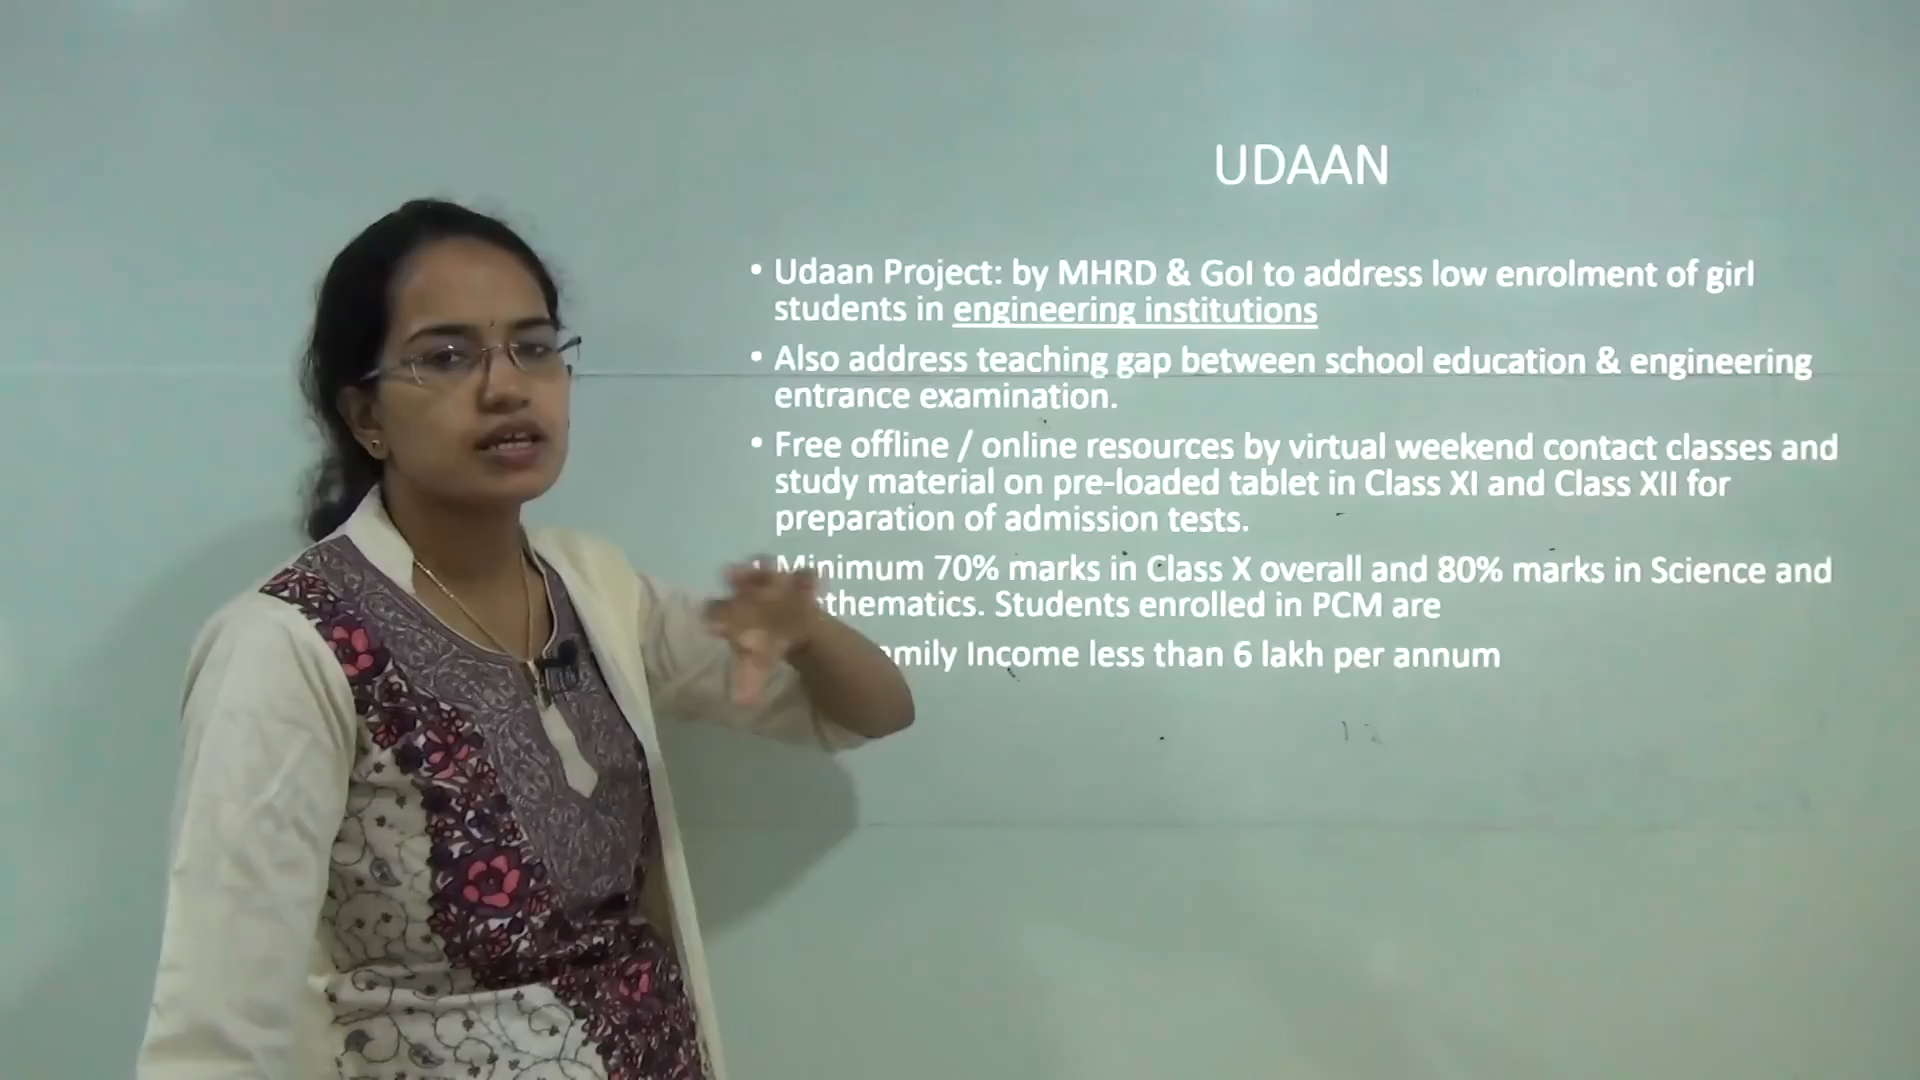 UDAAN
• Udaan Project: by MHRD & GoI to address low enrolment of girl
students in engineering institutions
• Also address teaching gap between school education & engineering
entrance examination.
• Free offline / online resources by virtual weekend contact classes and
study material on pre-loaded tablet in Class XI and Class XII for
preparation of admission tests.
Minimum 70% marks in Class X overall and 80% marks in Science and
thematics. Students enrolled in PCM are
mily Income less than 6 lakh per annum